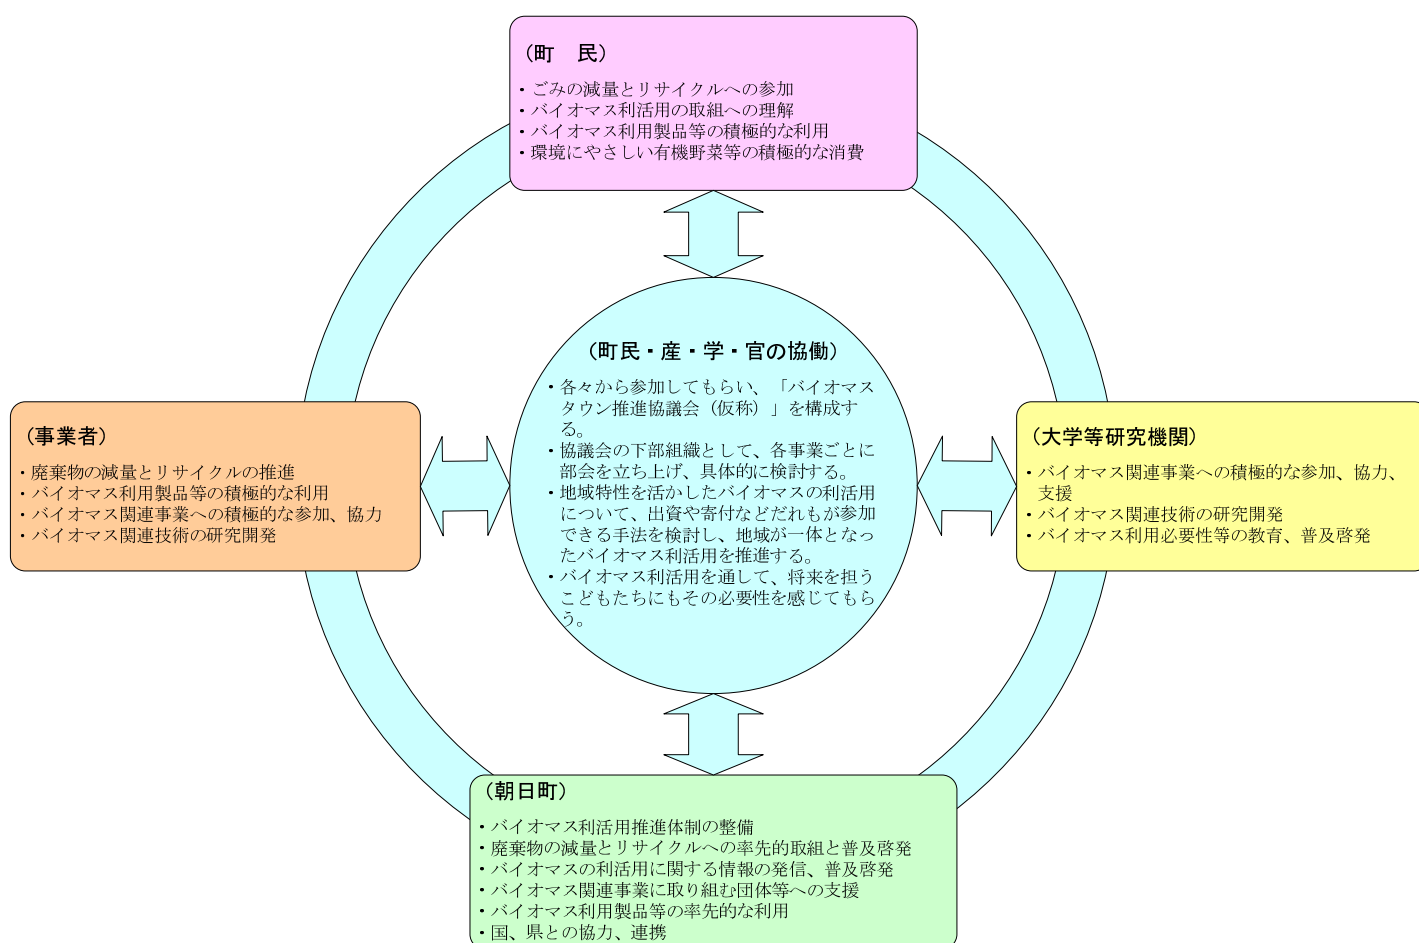 （町　民）
・ごみの減量とリサイクルへの参加
・バイオマス利活用の取組への理解
・バイオマス利用製品等の積極的な利用
・環境にやさしい有機野菜等の積極的な消費
（町民・産・学・官の協働）
・各々から参加してもらい、「バイオマス
タウン推進協議会（仮称）」を構成す
る。
・協議会の下部組織として、各事業ごとに
部会を立ち上げ、具体的に検討する。
・地域特性を活かしたバイオマスの利活用
について、出資や寄付などだれもが参加
できる手法を検討し、地域が一体となっ
たバイオマス利活用を推進する。
・バイオマス利活用を通して、将来を担う
こどもたちにもその必要性を感じてもら
う。
（事業者）
・廃棄物の減量とリサイクルの推進
・バイオマス利用製品等の積極的な利用
・バイオマス関連事業への積極的な参加、協力
・バイオマス関連技術の研究開発
（大学等研究機関）
・バイオマス関連事業への積極的な参加、協力、
支援
・バイオマス関連技術の研究開発
・バイオマス利用必要性等の教育、普及啓発
（朝日町）
・バイオマス利活用推進体制の整備
・廃棄物の減量とリサイクルへの率先的取組と普及啓発
・バイオマスの利活用に関する情報の発信、普及啓発
・バイオマス関連事業に取り組む団体等への支援
・バイオマス利用製品等の率先的な利用
・国、県との協力、連携